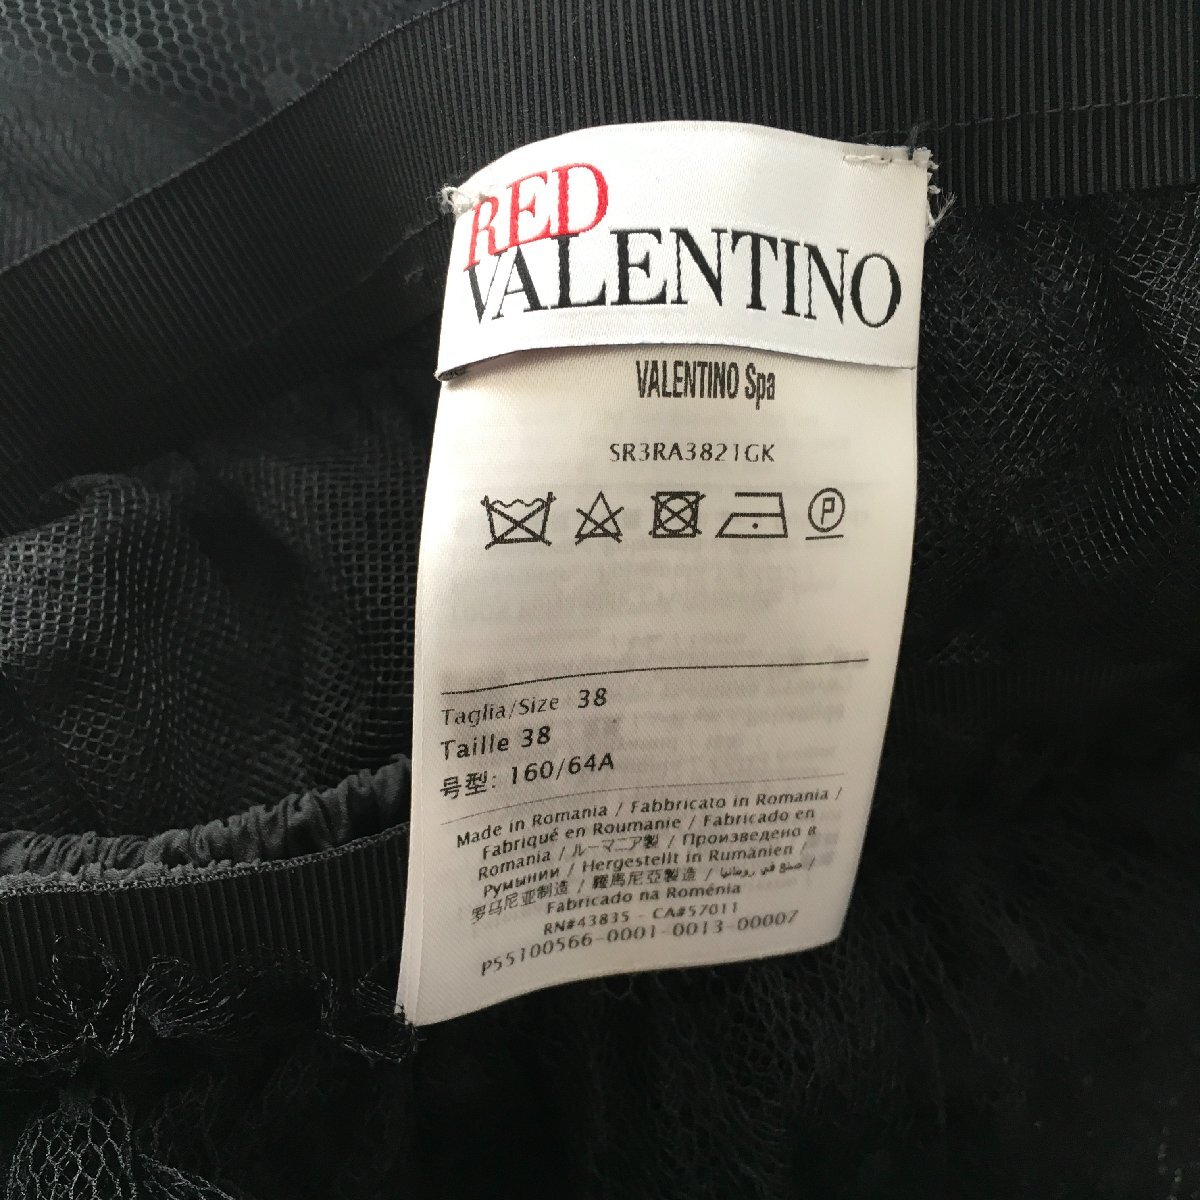 RED
VALENTINO
VALENTINO Spa
SR3RA3821GK
P
Taglia/Size 38
Taille 38
号型: 160/64A
Made in Romania / Fabbricato in Romania /
Fabriqué en Roumanie / Fabricado en
Romania / ルーマニア製 / Произведено в
Румынии / Hergestellt in Rumänien /
罗马尼亚制造 / 羅馬尼亞製造 / صنع في رومانيا /
Fabricado na Roménia
RN#43835 - CA#57011
P55100566-0001-0013-00007